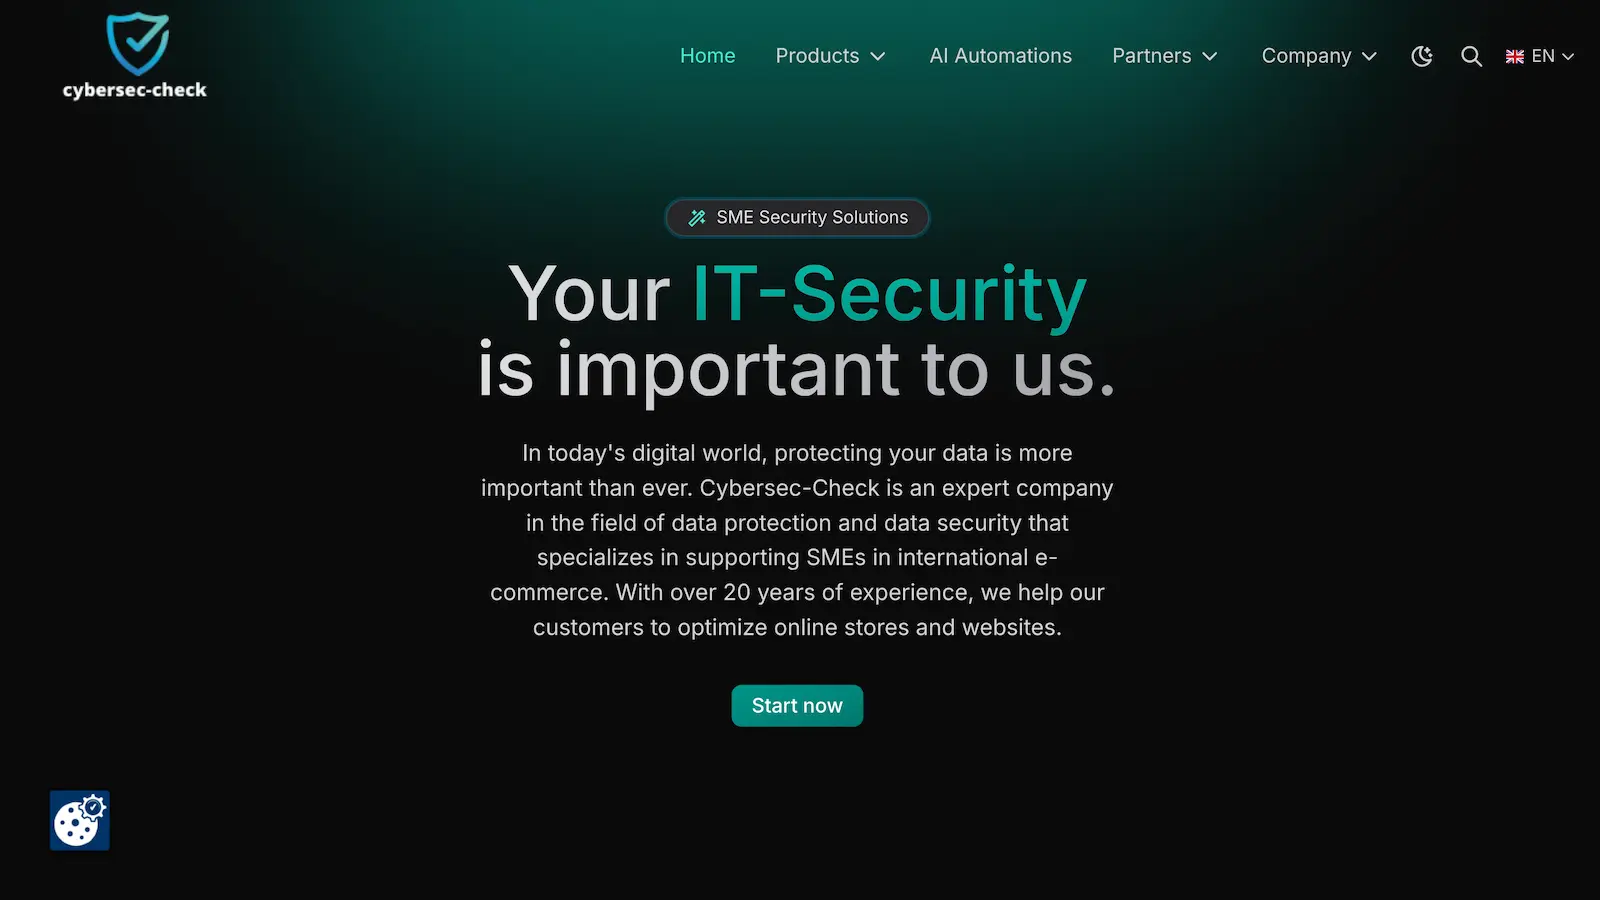 cybersec-check
Home Products AI Automations Partners Company EN
SME Security Solutions
Your IT-Security
is important to us.
In today's digital world, protecting your data is more
important than ever. Cybersec-Check is an expert company
in the field of data protection and data security that
specializes in supporting SMEs in international e-
commerce. With over 20 years of experience, we help our
customers to optimize online stores and websites.
Start now